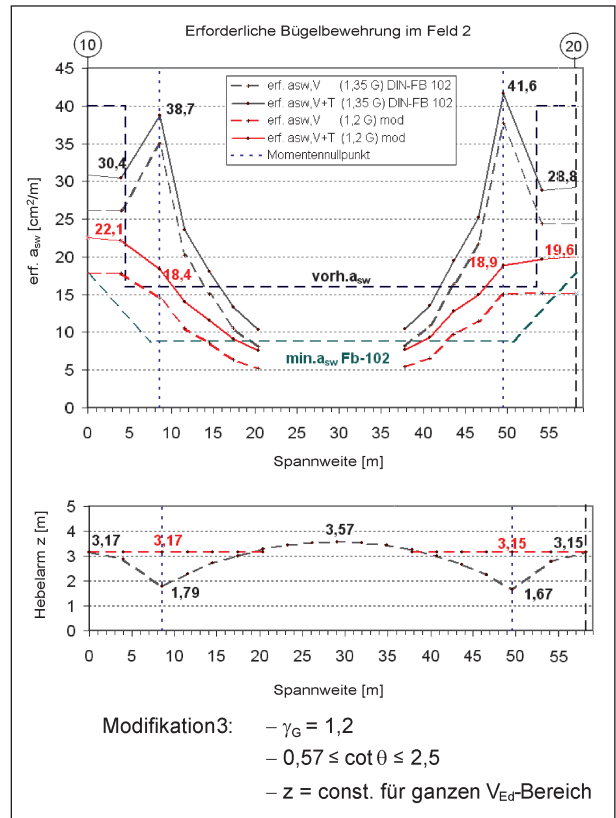 Erforderliche Bügelbewehrung im Feld 2
10
20
erf. asw,V (1,35 G) DIN-FB 102
erf. asw,V+T (1,35 G) DIN-FB 102
erf. asw,V (1,2 G) mod
erf. asw,V+T (1,2 G) mod
Momentennullpunkt
erf. a_sw [cm²/m]
45
40
35
30
25
20
15
10
5
0
38,7
41,6
30,4
28,8
22,1
18,4
18,9
19,6
vorh.a_sw
min.a_sw Fb-102
0 5 10 15 20 25 30 35 40 45 50 55
Spannweite [m]
Hebelarm z [m]
5
4
3
2
1
0
3,17
3,17
3,57
3,15
3,15
1,79
1,67
0 5 10 15 20 25 30 35 40 45 50 55
Spannweite [m]
Modifikation3: – γ_G = 1,2
– 0,57 ≤ cot θ ≤ 2,5
– z = const. für ganzen V_Ed-Bereich